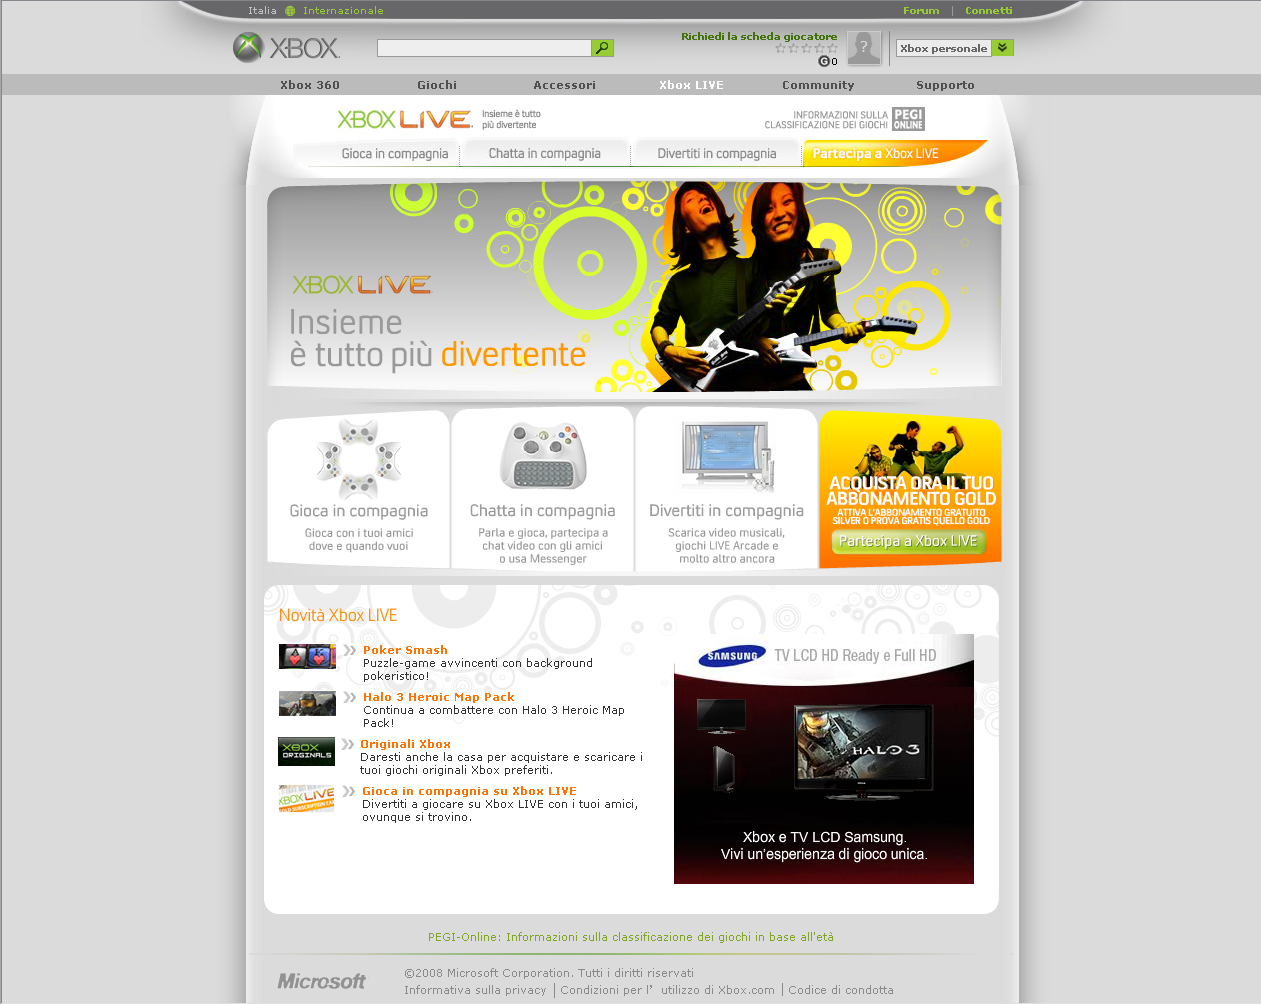 Italia Internazionale Forum | Connetti
XBOX
Richiedi la scheda giocatore
G 0
Xbox personale
Xbox 360 Giochi Accessori Xbox LIVE Community Supporto
XBOX LIVE. Insieme è tutto
più divertente
INFORMAZIONI SULLA
CLASSIFICAZIONE DEI GIOCHI
PEGI
ONLINE
Gioca in compagnia Chatta in compagnia Divertiti in compagnia Partecipa a Xbox LIVE
XBOX LIVE
Insieme
è tutto più divertente
Gioca in compagnia
Gioca con i tuoi amici
dove e quando vuoi
Chatta in compagnia
Parla e gioca, partecipa a
chat video con gli amici
o usa Messenger
Divertiti in compagnia
Scarica video musicali,
giochi LIVE Arcade e
molto altro ancora
ACQUISTA ORA IL TUO
ABBONAMENTO GOLD
ATTIVA L'ABBONAMENTO GRATUITO
SILVER O PROVA GRATIS QUELLO GOLD
Partecipa a Xbox LIVE
Novità Xbox LIVE
Poker Smash
Puzzle-game avvincenti con background
pokeristico!
Halo 3 Heroic Map Pack
Continua a combattere con Halo 3 Heroic Map
Pack!
XBOX
ORIGINALS
Originali Xbox
Daresti anche la casa per acquistare e scaricare i
tuoi giochi originali Xbox preferiti.
XBOX LIVE
Gioca in compagnia su Xbox LIVE
Divertiti a giocare su Xbox LIVE con i tuoi amici,
ovunque si trovino.
SAMSUNG TV LCD HD Ready e Full HD
HALO 3
Xbox e TV LCD Samsung.
Vivi un'esperienza di gioco unica.
PEGI-Online: Informazioni sulla classificazione dei giochi in base all'età
Microsoft
©2008 Microsoft Corporation. Tutti i diritti riservati
Informativa sulla privacy | Condizioni per l’ utilizzo di Xbox.com | Codice di condotta